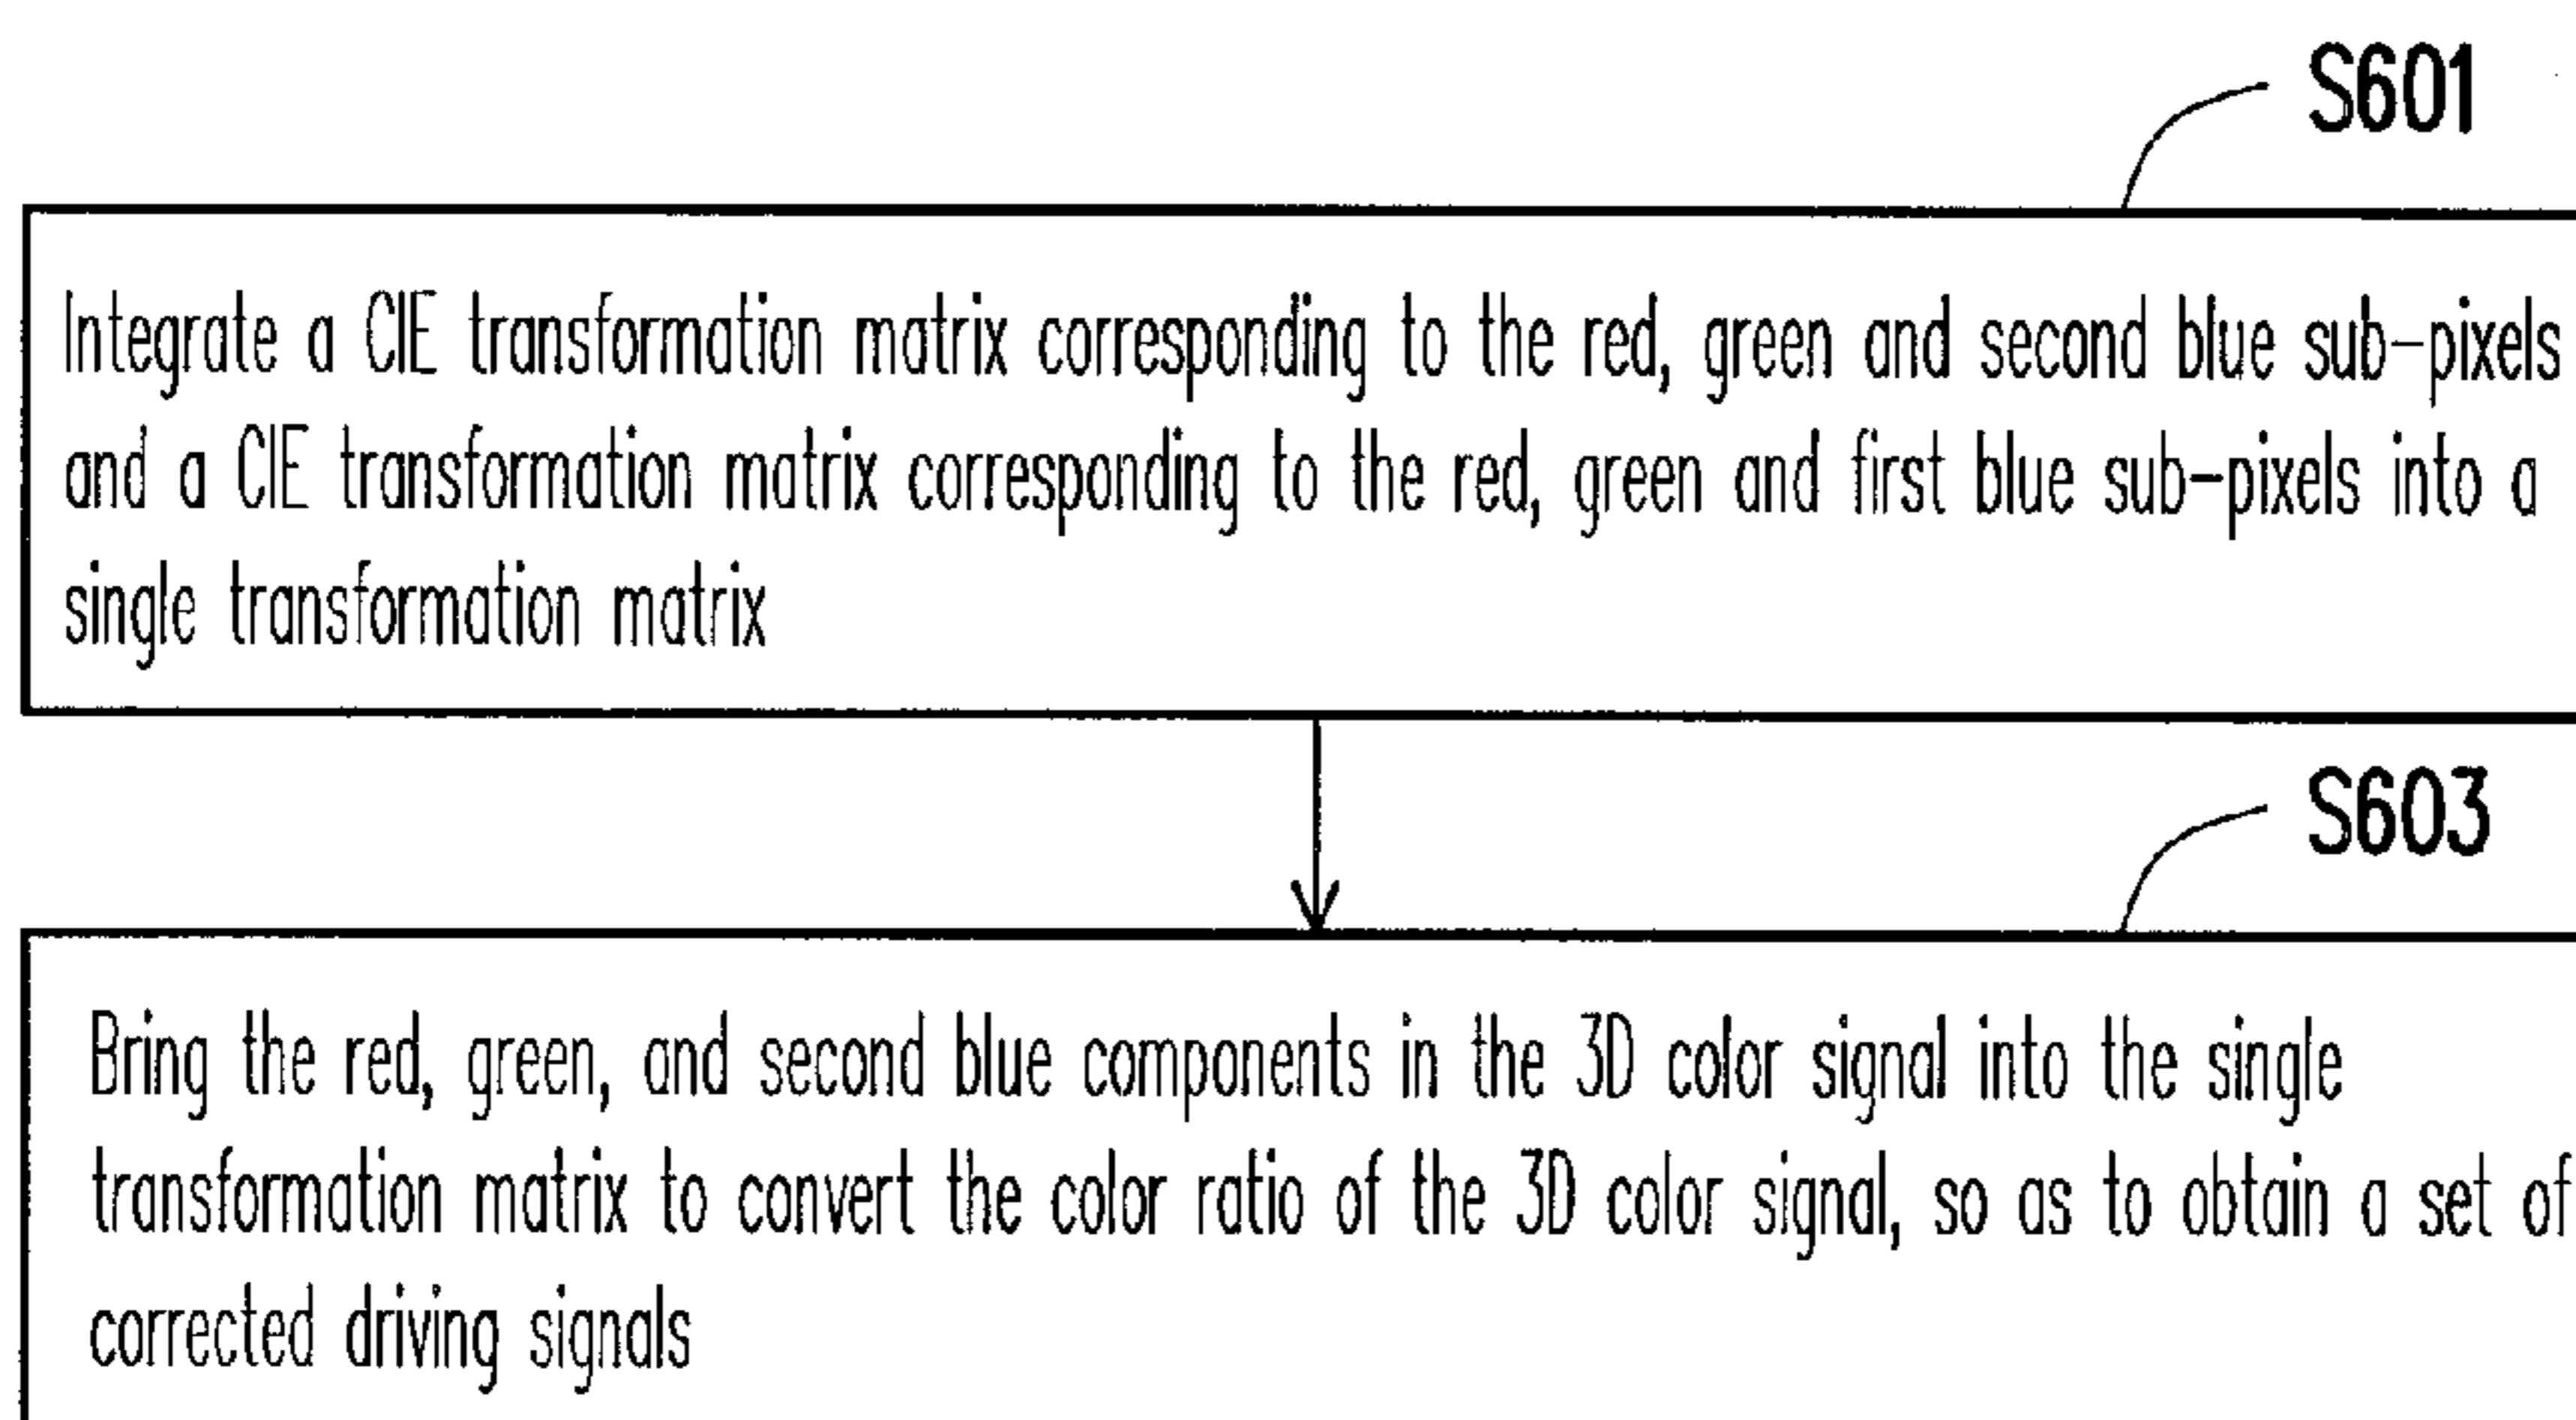 S601
Integrate a CIE transformation matrix corresponding to the red, green and second blue sub-pixels
and a CIE transformation matrix corresponding to the red, green and first blue sub-pixels into a
single transformation matrix
S603
Bring the red, green, and second blue components in the 3D color signal into the single
transformation matrix to convert the color ratio of the 3D color signal, so as to obtain a set of
corrected driving signals